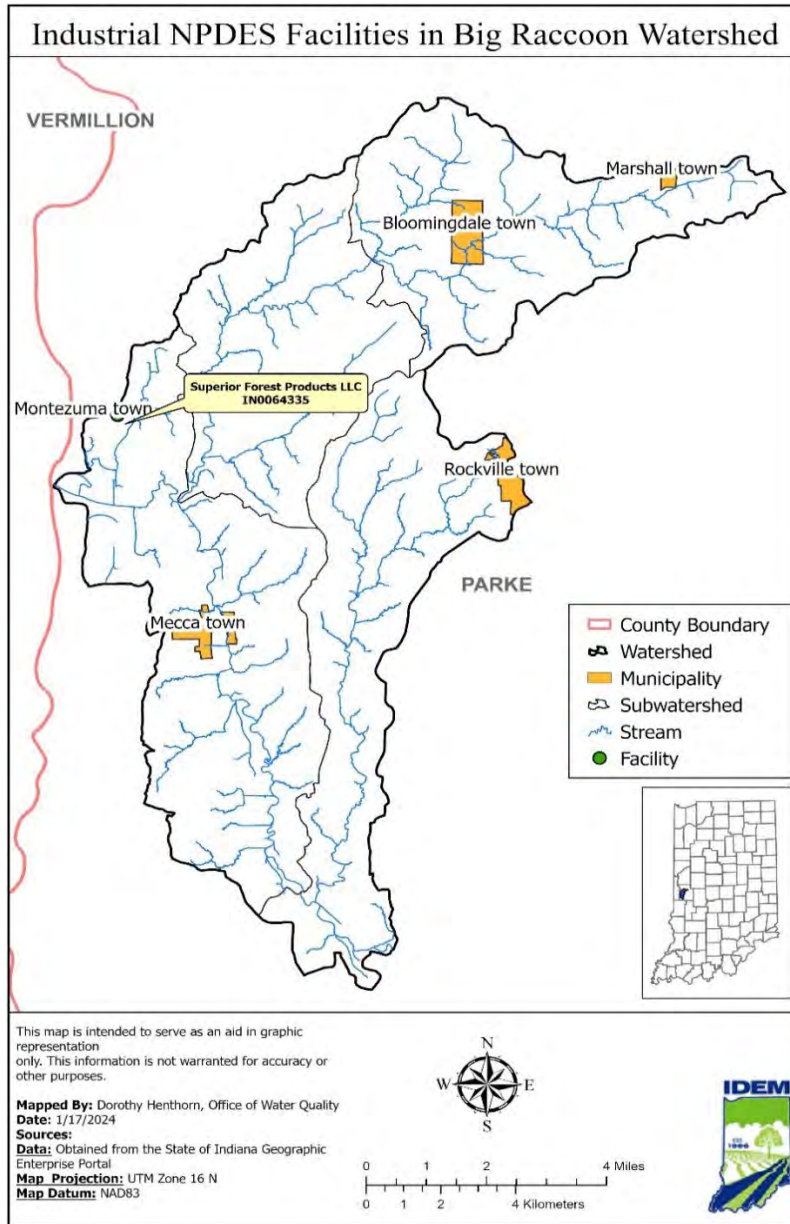 Industrial NPDES Facilities in Big Raccoon Watershed
VERMILLION
Marshall town
Bloomingdale town
Superior Forest Products LLC
IN0064335
Montezuma town
Rockville town
PARKE
Mecca town
County Boundary
Watershed
Municipality
Subwatershed
Stream
Facility
This map is intended to serve as an aid in graphic
representation
only. This information is not warranted for accuracy or
other purposes.
Mapped By: Dorothy Henthorn, Office of Water Quality
Date: 1/17/2024
Sources:
Data: Obtained from the State of Indiana Geographic
Enterprise Portal
Map Projection: UTM Zone 16 N
Map Datum: NAD83
N
W E
S
0 1 2 4 Miles
0 1 2 4 Kilometers
IDEM
EST.
1986